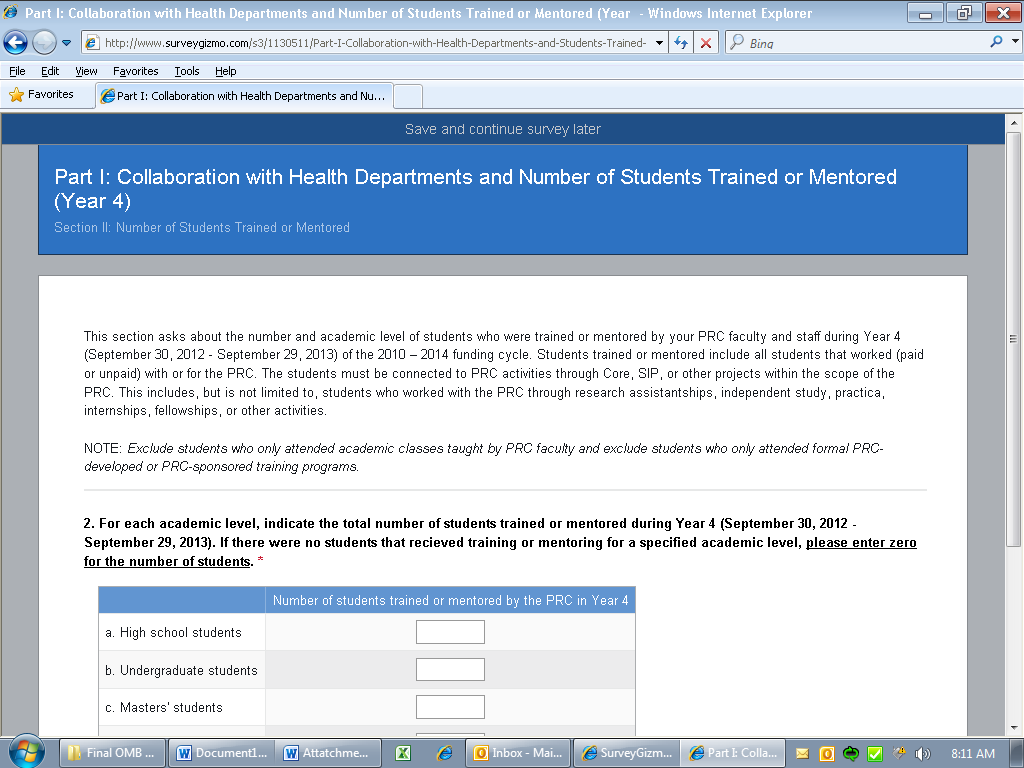 Part I: Collaboration with Health Departments and Number of Students Trained or Mentored (Year - Windows Internet Explorer
http://www.surveygizmo.com/s3/1130511/Part-I-Collaboration-with-Health-Departments-and-Students-Trained-
Bing
File Edit View Favorites Tools Help
Favorites
Part I: Collaboration with Health Departments and Nu...
Save and continue survey later
Part I: Collaboration with Health Departments and Number of Students Trained or Mentored
(Year 4)
Section II: Number of Students Trained or Mentored
This section asks about the number and academic level of students who were trained or mentored by your PRC faculty and staff during Year 4
(September 30, 2012 - September 29, 2013) of the 2010 – 2014 funding cycle. Students trained or mentored include all students that worked (paid
or unpaid) with or for the PRC. The students must be connected to PRC activities through Core, SIP, or other projects within the scope of the
PRC. This includes, but is not limited to, students who worked with the PRC through research assistantships, independent study, practica,
internships, fellowships, or other activities.
NOTE: Exclude students who only attended academic classes taught by PRC faculty and exclude students who only attended formal PRC-
developed or PRC-sponsored training programs.
2. For each academic level, indicate the total number of students trained or mentored during Year 4 (September 30, 2012 -
September 29, 2013). If there were no students that recieved training or mentoring for a specified academic level, please enter zero
for the number of students. *
Number of students trained or mentored by the PRC in Year 4
a. High school students
b. Undergraduate students
c. Masters' students
Final OMB ... Document1... Attatchme... Inbox - Mai... SurveyGizm... Part I: Colla... 8:11 AM